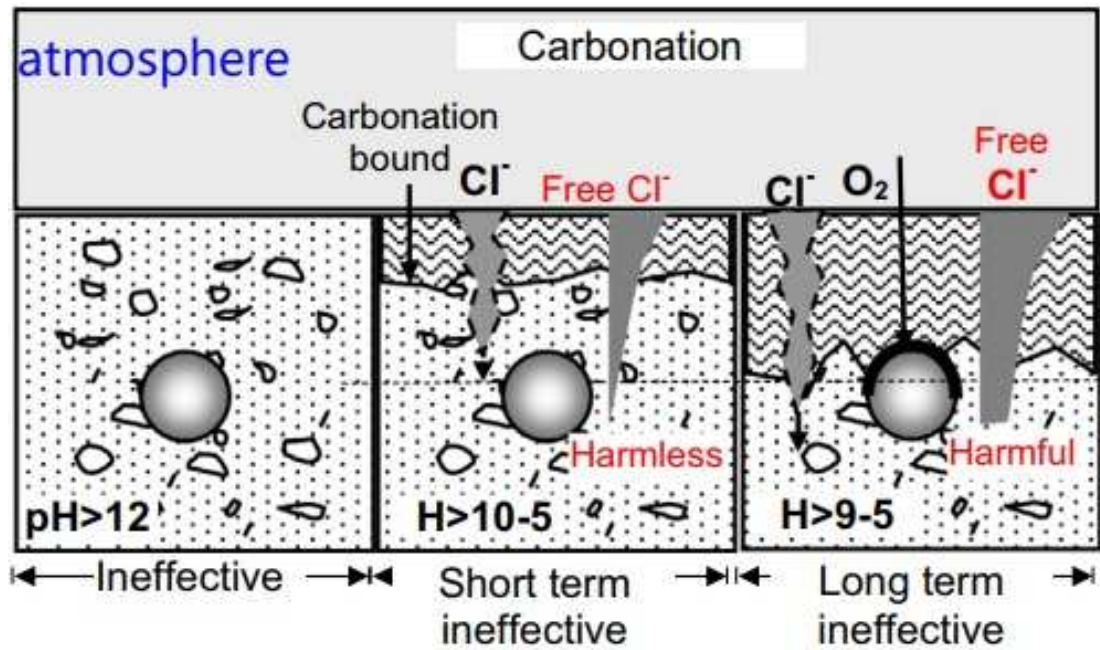 atmosphere
Carbonation
Carbonation
bound
Cl⁻
Free Cl⁻
Cl⁻
O₂
Free
Cl⁻
Harmless
Harmful
pH>12
H>10-5
H>9-5
Ineffective
Short term
ineffective
Long term
ineffective